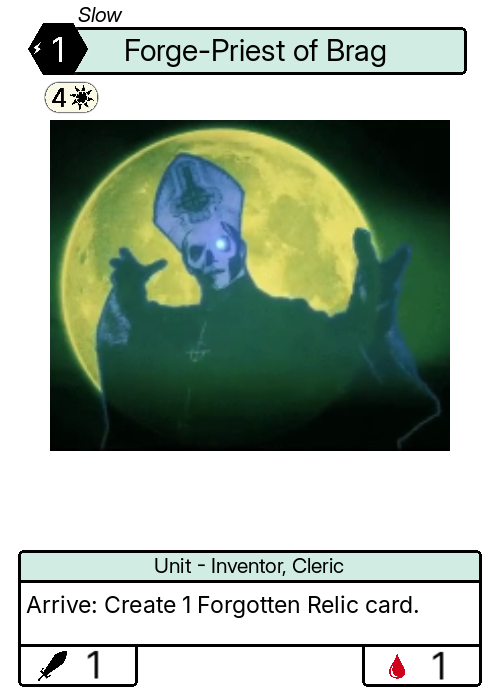 Slow
1 Forge-Priest of Brag
4
Unit - Inventor, Cleric
Arrive: Create 1 Forgotten Relic card.
1 1